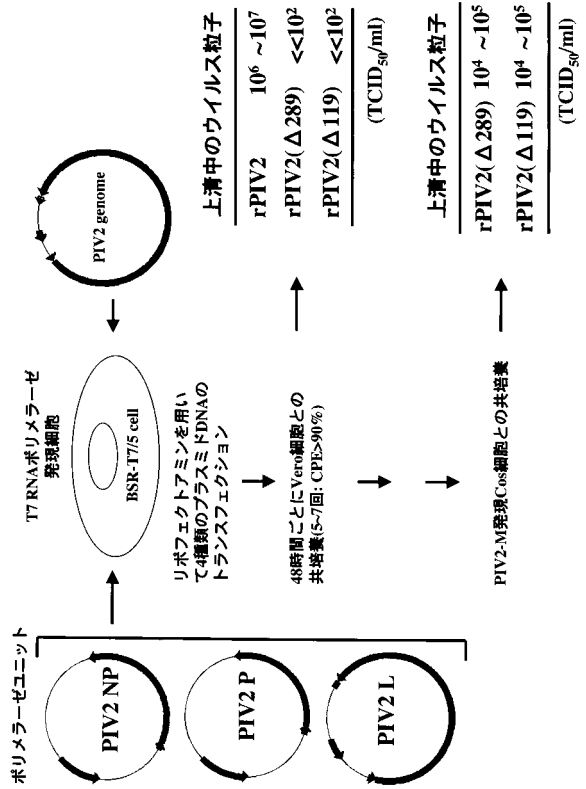 ポリメラーゼユニット
PIV2 NP
PIV2 P
PIV2 L
T7 RNAポリメラーゼ
発現細胞
BSR-T7/5 cell
PIV2 genome
リポフェクトアミンを用い
て4種類のプラスミドDNAの
トランスフェクション
48時間ごとにVero細胞との
共培養(5~7回: CPE>90%)
上清中のウイルス粒子
rPIV2 10⁶ ~10⁷
rPIV2(Δ289) <<10²
rPIV2(Δ119) <<10²
(TCID₅₀/ml)
PIV2-M発現Cos細胞との共培養
上清中のウイルス粒子
rPIV2(Δ289) 10⁴ ~10⁵
rPIV2(Δ119) 10⁴ ~10⁵
(TCID₅₀/ml)